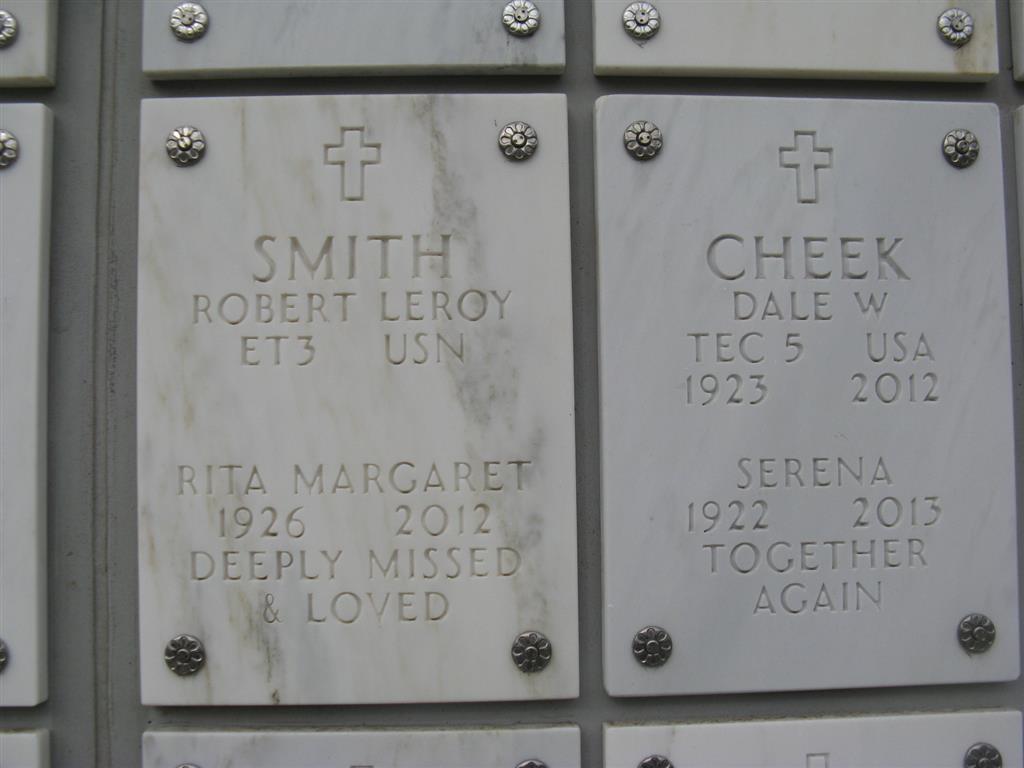 SMITH
ROBERT LEROY
ET3 USN
RITA MARGARET
1926 2012
DEEPLY MISSED
& LOVED
CHEEK
DALE W
TEC 5 USA
1923 2012
SERENA
1922 2013
TOGETHER
AGAIN